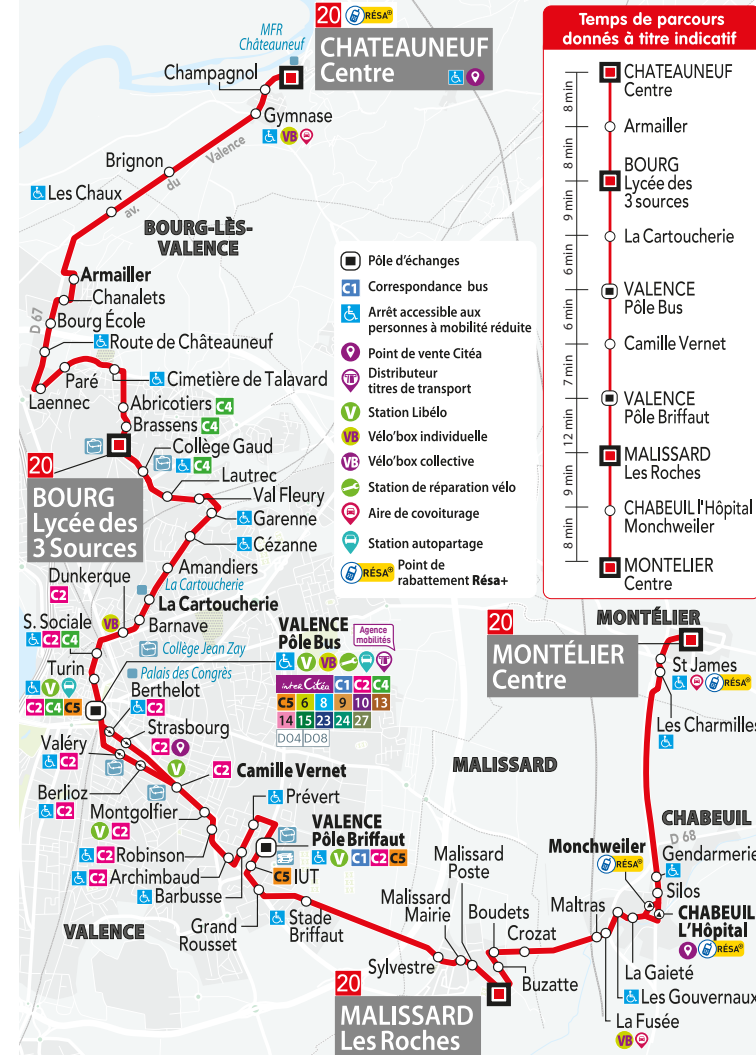 20 RÉSA+
MFR
Châteauneuf
CHATEAUNEUF
Centre
Champagnol
Gymnase
VB
Brignon
av. du Valence
Les Chaux
BOURG-LÈS-
VALENCE
Armailler
Chanalets
D 67
Bourg École
Route de Châteauneuf
Paré
Cimetière de Talavard
Laennec
Abricotiers C4
Brassens C4
Collège Gaud
C4
20
BOURG
Lycée des
3 Sources
Lautrec
Val Fleury
Garenne
Cézanne
Dunkerque
C2
Amandiers
La Cartoucherie
La Cartoucherie
S. Sociale
C2 C4
VB
Barnave
Collège Jean Zay
Turin
V
C2 C4 C5
Palais des Congrès
Berthelot
C2
Strasbourg
C2
V
Valéry
C2
Berlioz
C2
C2 Camille Vernet
Montgolfier
V C2
Prévert
C2 Robinson
C2 Archimbaud
Barbusse
VALENCE
Pôle Briffaut
V C1 C2 C5
C5 IUT
VALENCE
Grand
Rousset
Stade
Briffaut
VALENCE
Pôle Bus
Agence
mobilités
V VB
inter Citéa C1 C2 C4
C5 6 8 9 10 13
14 15 23 24 27
D04 D08
Pôle d'échanges
C1 Correspondance bus
Arrêt accessible aux
personnes à mobilité réduite
Point de vente Citéa
Distributeur
titres de transport
V Station Libélo
VB Vélo'box individuelle
VB Vélo'box collective
Station de réparation vélo
Aire de covoiturage
Station autopartage
RÉSA+ Point de
rabattement Résa+
Temps de parcours
donnés à titre indicatif
CHATEAUNEUF
Centre
8 min
Armailler
8 min
BOURG
Lycée des
3 sources
9 min
La Cartoucherie
6 min
VALENCE
Pôle Bus
6 min
Camille Vernet
7 min
VALENCE
Pôle Briffaut
12 min
MALISSARD
Les Roches
9 min
CHABEUIL l'Hôpital
Monchweiler
8 min
MONTELIER
Centre
MONTÉLIER
20
MONTÉLIER
Centre
St James
RÉSA+
Les Charmilles
MALISSARD
CHABEUIL
D 68
Gendarmerie
Monchweiler
RÉSA+
Silos
CHABEUIL
L'Hôpital
RÉSA+
Malissard
Poste
Malissard
Mairie
Boudets
Maltras
Crozat
La Gaieté
Sylvestre
Buzatte
Les Gouvernaux
La Fusée
VB
20
MALISSARD
Les Roches